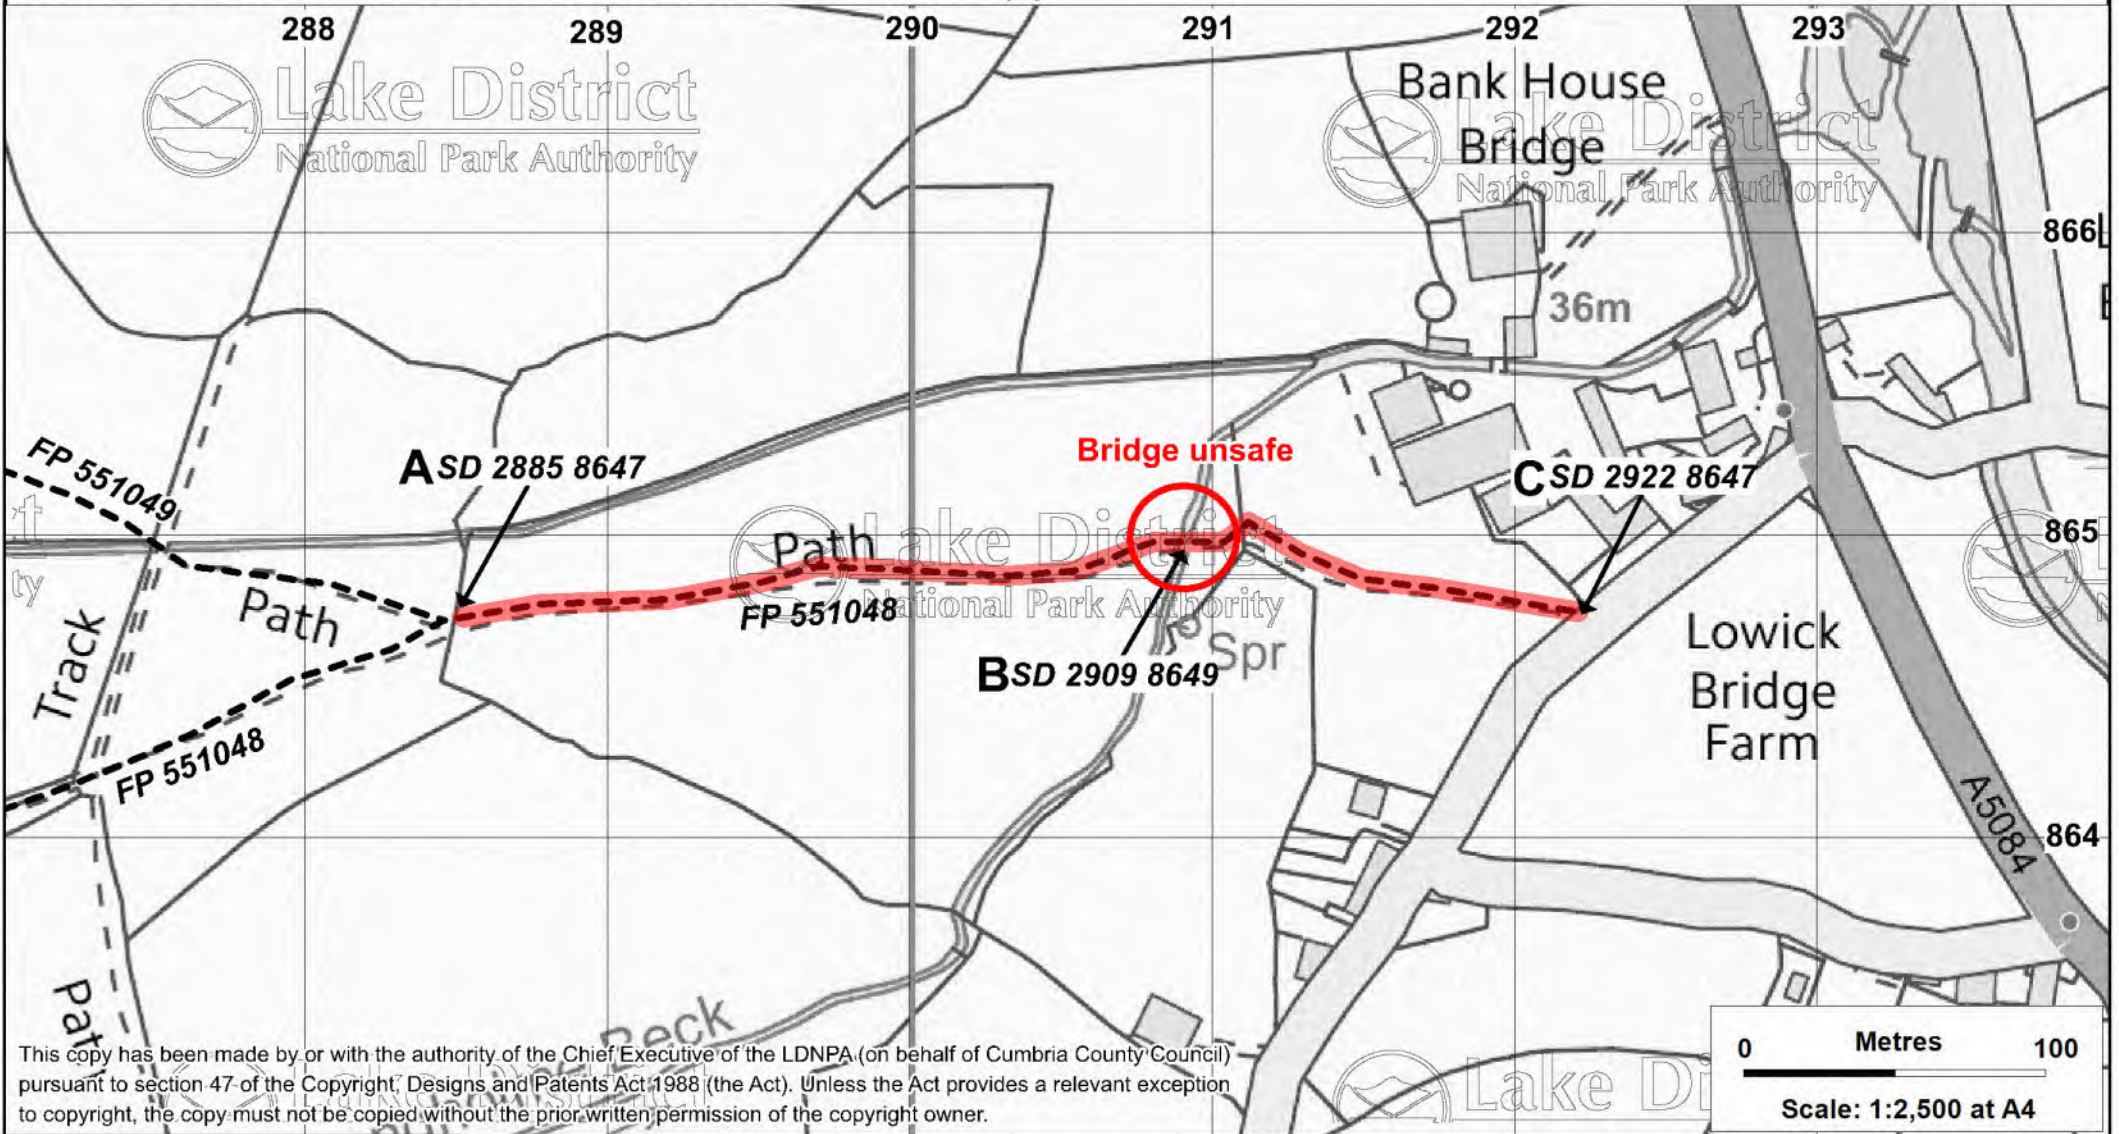 288
289
290
291
292
293
Lake District
National Park Authority
Bank House
Bridge
Lake District
National Park Authority
866
36m
FP 551049
A SD 2885 8647
Bridge unsafe
C SD 2922 8647
865
Path
Lake District
National Park Authority
FP 551048
Path
Track
B SD 2909 8649
Spr
Lowick
Bridge
Farm
FP 551048
A5084
864
Path
Beck
This copy has been made by or with the authority of the Chief Executive of the LDNPA (on behalf of Cumbria County Council)
pursuant to section 47 of the Copyright, Designs and Patents Act 1988 (the Act). Unless the Act provides a relevant exception
to copyright, the copy must not be copied without the prior written permission of the copyright owner.
Lake Di
0 Metres 100
Scale: 1:2,500 at A4